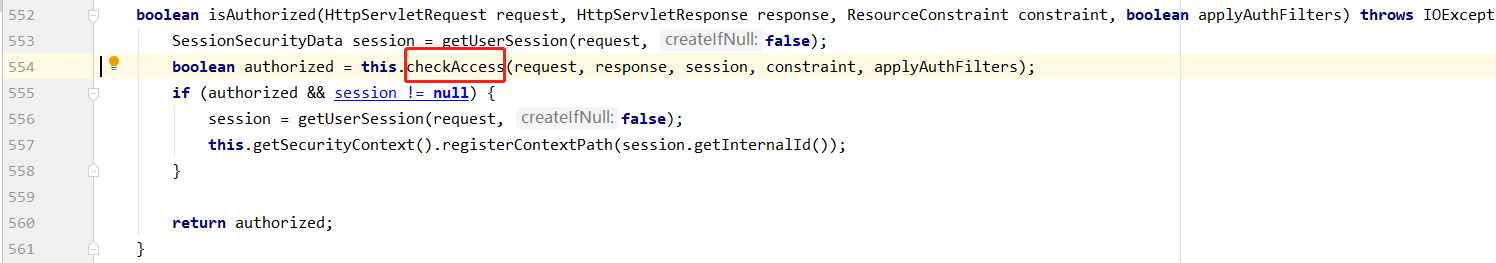 552 boolean isAuthorized(HttpServletRequest request, HttpServletResponse response, ResourceConstraint constraint, boolean applyAuthFilters) throws IOExcept
553 SessionSecurityData session = getUserSession(request, createIfNull: false);
554 boolean authorized = this.checkAccess(request, response, session, constraint, applyAuthFilters);
555 if (authorized && session != null) {
556 session = getUserSession(request, createIfNull: false);
557 this.getSecurityContext().registerContextPath(session.getInternalId());
558 }
559
560 return authorized;
561 }